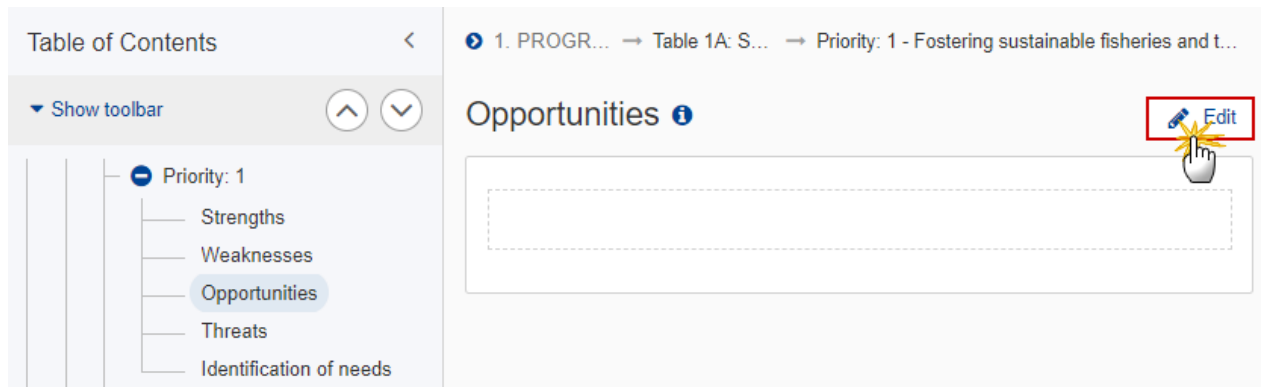 Table of Contents
Show toolbar
Priority: 1
Strengths
Weaknesses
Opportunities
Threats
Identification of needs
1. PROGR... → Table 1A: S... → Priority: 1 - Fostering sustainable fisheries and t...
Opportunities
Edit